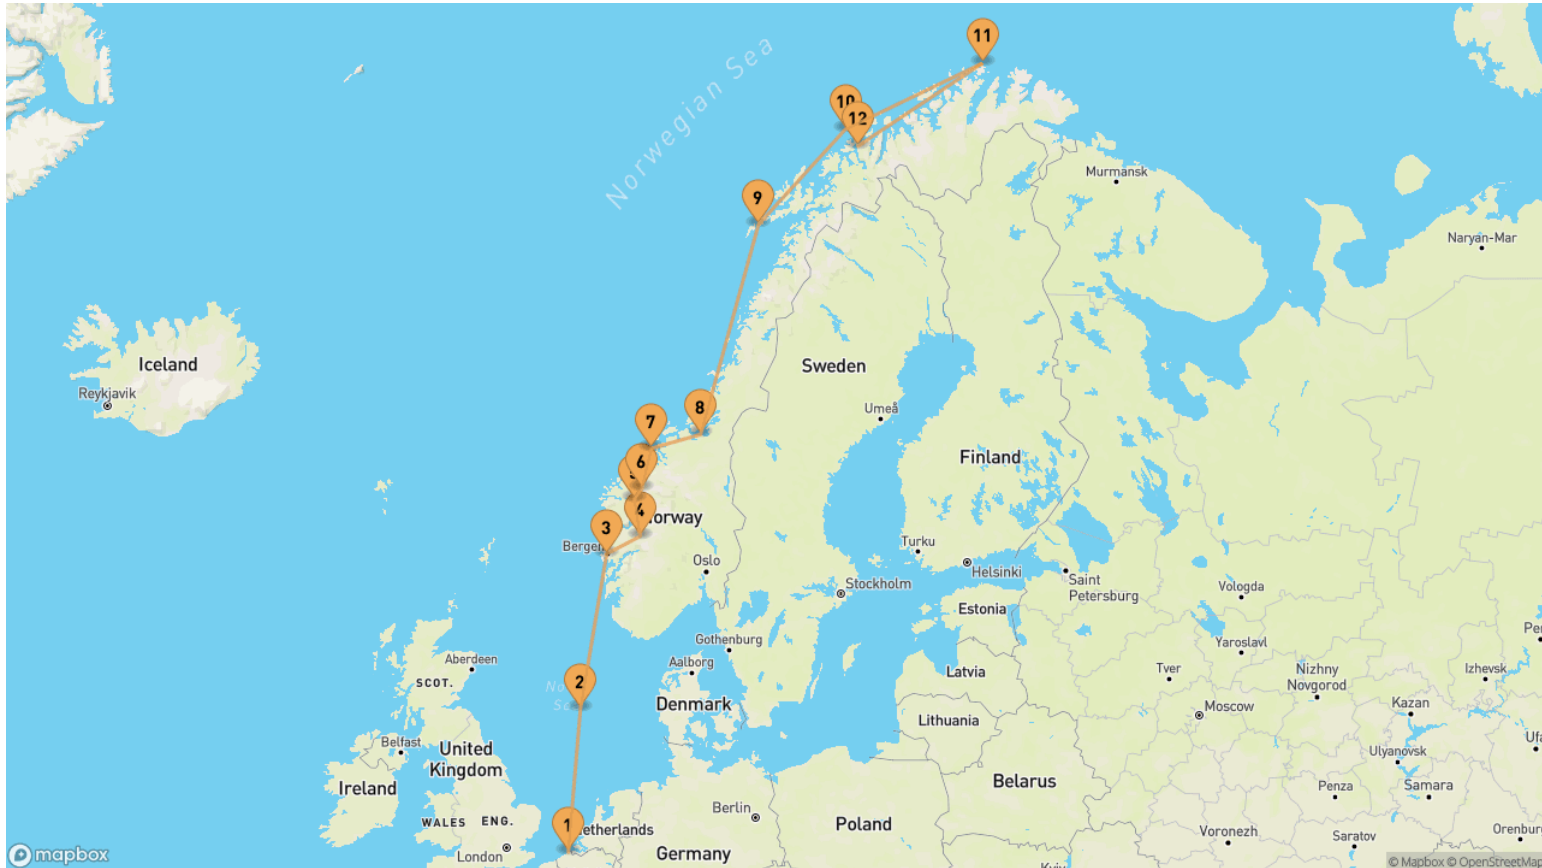 11
10
12
Norwegian Sea
Murmansk
9
Naryan-Mar
Iceland
Reykjavik
Sweden
8
Umeå
7
6
Finland
4
3
Bergen
Oslo
Turku
Helsinki
Saint
Petersburg
Stockholm
Vologda
Estonia
Gothenburg
Yaroslavl
Aberdeen
Aalborg
SCOT.
Latvia
Tver
Nizhny
Novgorod
Izhevsk
2
Denmark
Lithuania
Moscow
Kazan
Belfast
United
Kingdom
Ulyanovsk
Ireland
Belarus
Penza
Samara
Berlin
1
WALES
ENG.
Poland
Voronezh
Saratov
London
Germany
mapbox
© Mapbox © OpenStreetMap